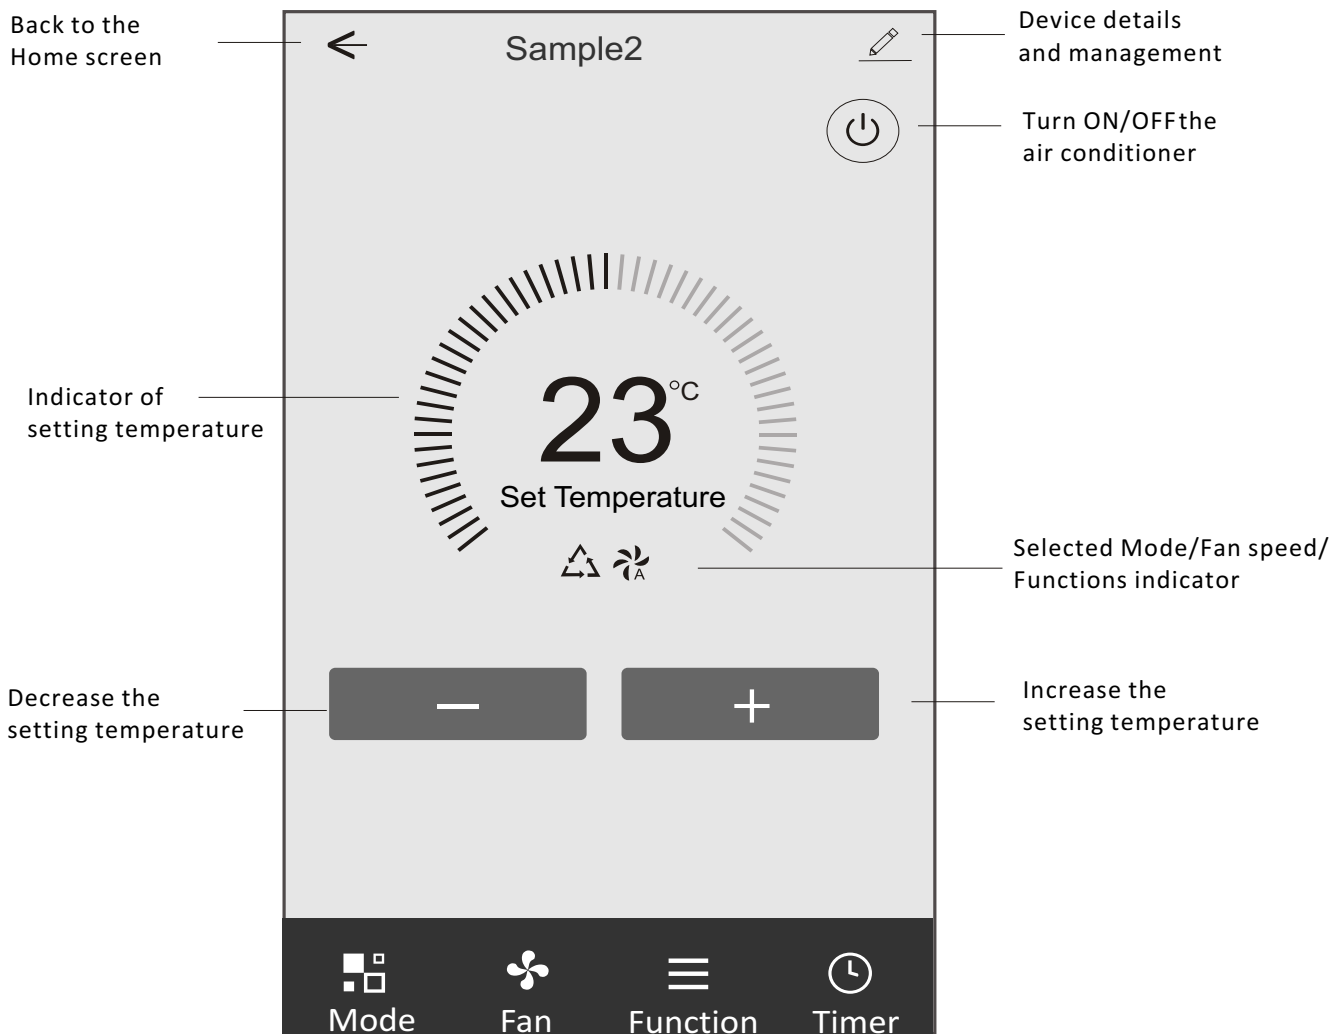 Back to the
Home screen
Sample2
Device details
and management
Turn ON/OFF the
air conditioner
Indicator of
setting temperature
23°C
Set Temperature
A
Selected Mode/Fan speed/
Functions indicator
Decrease the
setting temperature
Increase the
setting temperature
Mode
Fan
Function
Timer